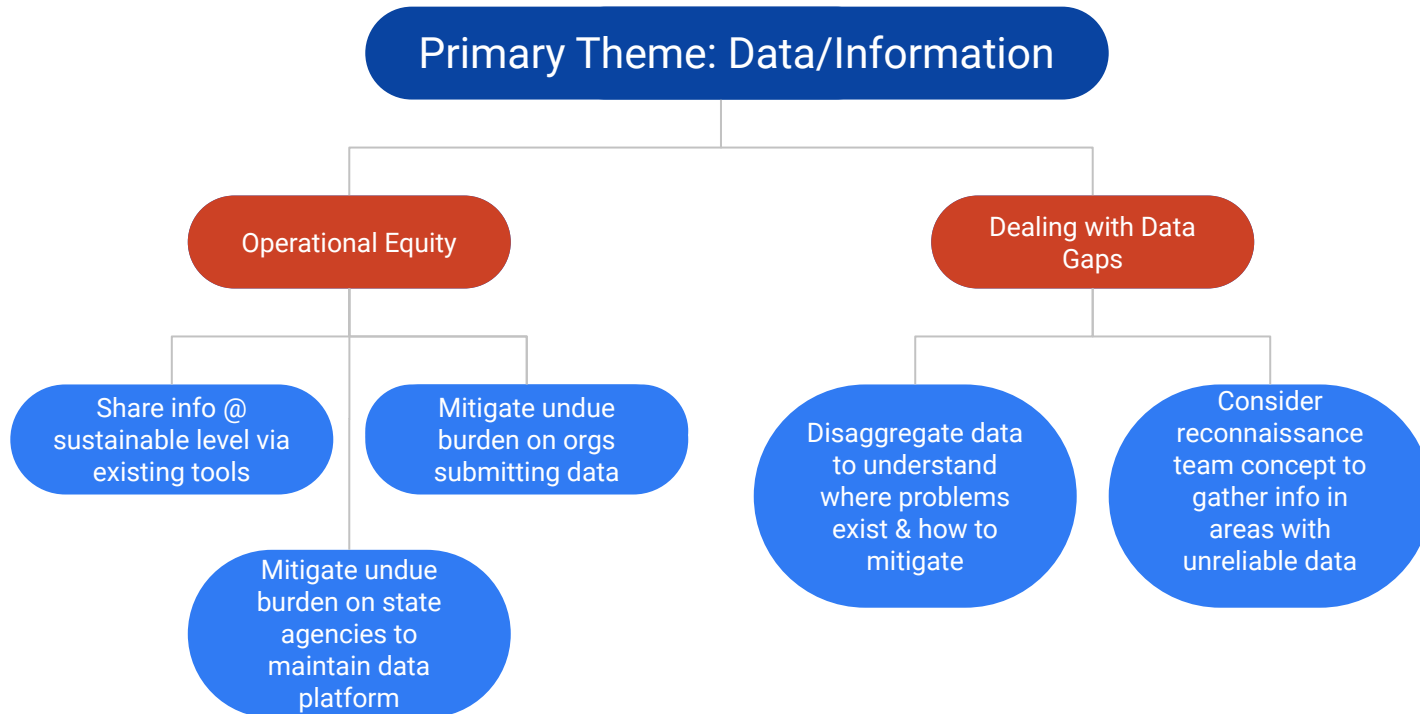 Primary Theme: Data/Information
Operational Equity
Dealing with Data
Gaps
Share info @
sustainable level via
existing tools
Mitigate undue
burden on orgs
submitting data
Mitigate undue
burden on state
agencies to
maintain data
platform
Disaggregate data
to understand
where problems
exist & how to
mitigate
Consider
reconnaissance
team concept to
gather info in
areas with
unreliable data